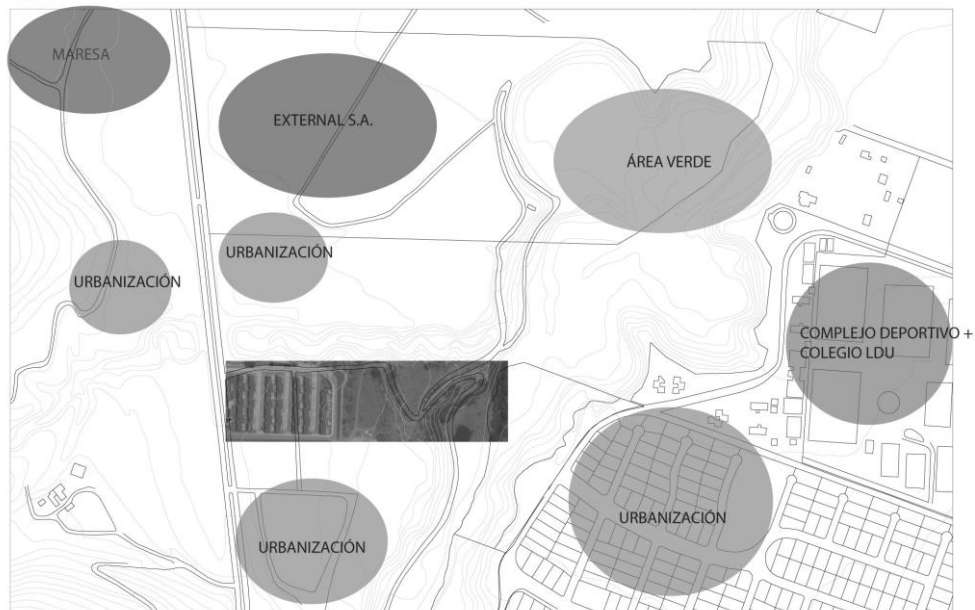 MARESA
EXTERNAL S.A.
ÁREA VERDE
URBANIZACIÓN
URBANIZACIÓN
COMPLEJO DEPORTIVO +
COLEGIO LDU
URBANIZACIÓN
URBANIZACIÓN